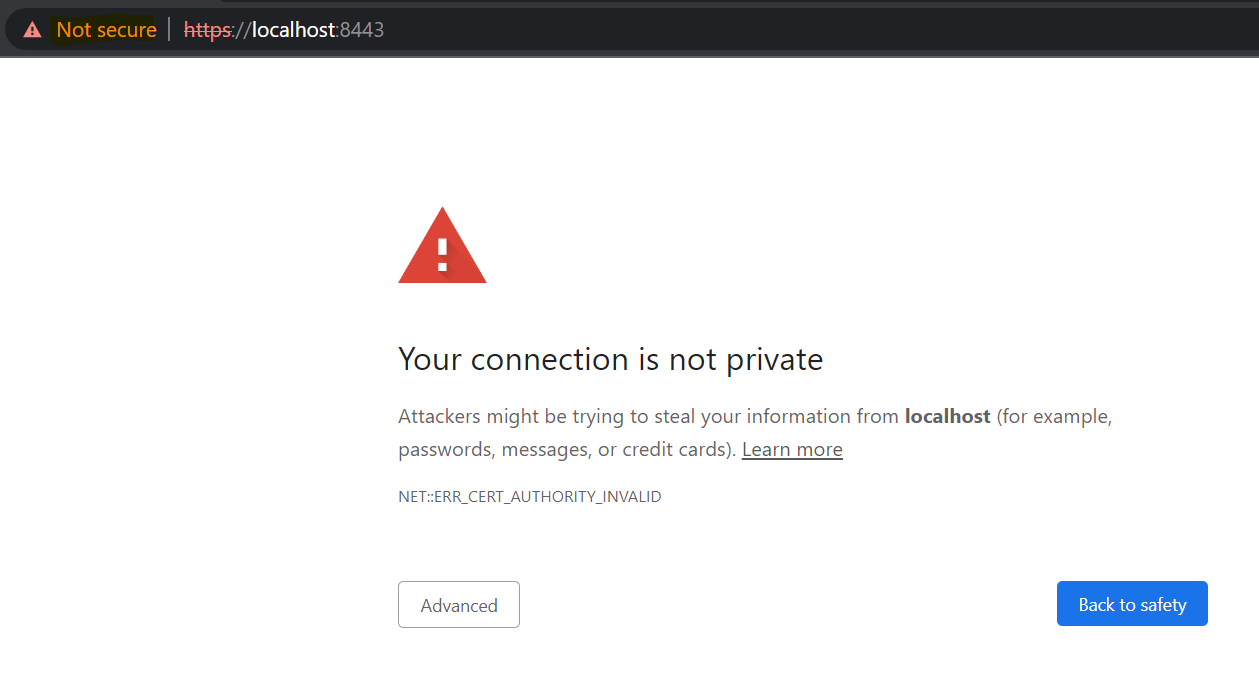 Not secure | https://localhost:8443
Your connection is not private
Attackers might be trying to steal your information from localhost (for example,
passwords, messages, or credit cards). Learn more
NET::ERR_CERT_AUTHORITY_INVALID
Advanced
Back to safety